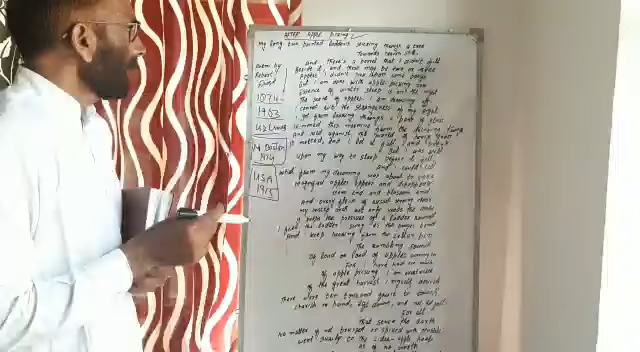 AFTER APPLE PICKING
my long two pointed ladders sticking through a tree
Towards heaven still
And there's a barrel that I didn't fill
Beside it, and there may be two or three
Apples I didn't pick upon some bough
But I am done with apple picking now
Essence of winter sleep is on the night
The scent of apples: I am drowsing off
I cannot rub the strangeness from my sight
I got from looking through a pane of glass
I skimmed this morning from the drinking trough
And held against the world of
It melted, and I let it fall and break
But I was well
upon my way to sleep before it fell
and I could tell
what form my dreaming was about to take
magnified apples appear and disappear
stem end and blossom end
and every fleck of russet showing clear
my instep arch not only keeps the
it keeps the pressure of a ladder round
I feel the ladder sway as the boughs bend
And keep hearing from the cellar bin
The rumbling sound
of load on load of apples coming in
For I have had too much
of apple picking: I am
of the great harvest I myself desired
There were ten thousand fruit to touch
cherish in hand, lift down, and not let fall
For all
That struck the earth
no matter if not bruised or spiked with stubble
went surely to the cider-apple heap
As of no worth
Poem by
Robert
Frost
1874-
1963
USA
1915